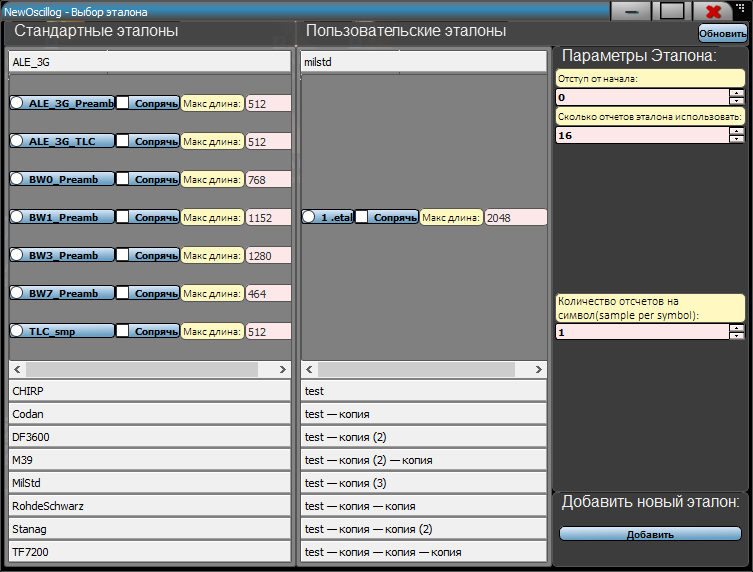 NewOscillog - Выбор эталона
Стандартные эталоны
Пользовательские эталоны
Обновить
ALE_3G
ALE_3G_Preamb Сопрячь Макс длина: 512
ALE_3G_TLC Сопрячь Макс длина: 512
BW0_Preamb Сопрячь Макс длина: 768
BW1_Preamb Сопрячь Макс длина: 1152
BW3_Preamb Сопрячь Макс длина: 1280
BW7_Preamb Сопрячь Макс длина: 464
TLC_smp Сопрячь Макс длина: 512
CHIRP
Codan
DF3600
M39
MilStd
RohdeSchwarz
Stanag
TF7200
milstd
1 .etal Сопрячь Макс длина: 2048
test
test — копия
test — копия (2)
test — копия (2) — копия
test — копия (3)
test — копия — копия
test — копия — копия (2)
test — копия — копия — копия
Параметры Эталона:
Отступ от начала:
0
Сколько отчетов эталона использовать:
16
Количество отсчетов на
символ(sample per symbol):
1
Добавить новый эталон:
Добавить